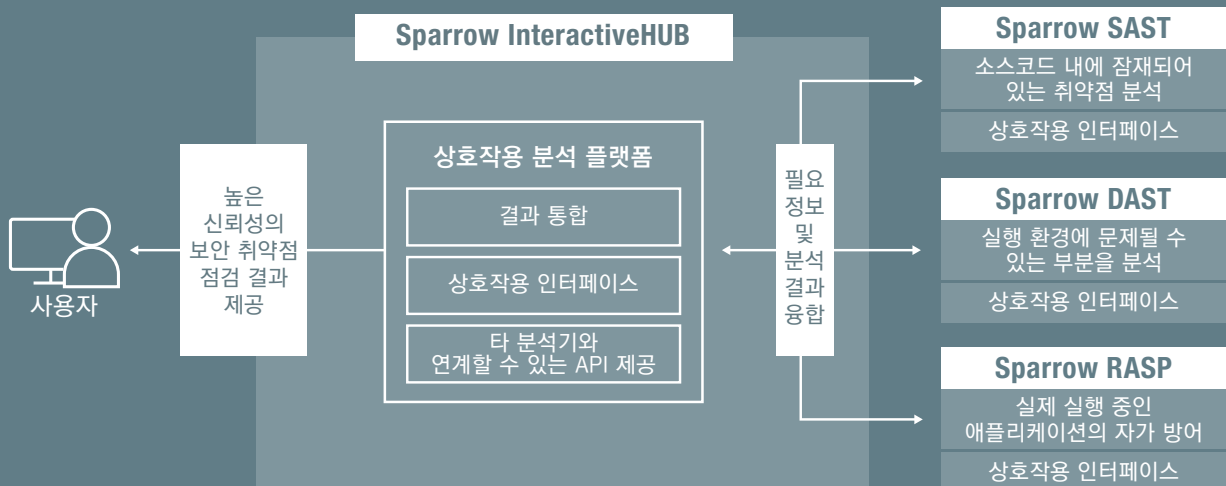 Sparrow InteractiveHUB
사용자
높은
신뢰성의
보안 취약점
점검 결과
제공
상호작용 분석 플랫폼
결과 통합
상호작용 인터페이스
타 분석기와
연계할 수 있는 API 제공
필요
정보
및
분석
결과
융합
Sparrow SAST
소스코드 내에 잠재되어
있는 취약점 분석
상호작용 인터페이스
Sparrow DAST
실행 환경에 문제될 수
있는 부분을 분석
상호작용 인터페이스
Sparrow RASP
실제 실행 중인
애플리케이션의 자가 방어
상호작용 인터페이스